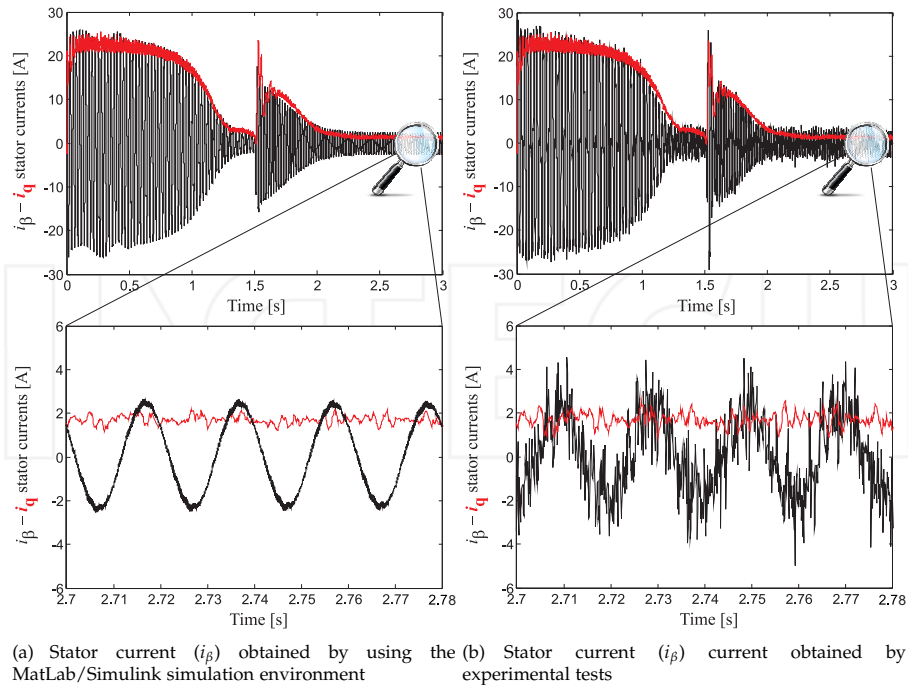 30
20
10
0
-10
-20
30
0 0.5 1 1.5 2 2.5 3
Time [s]
iβ – iq stator currents [A]
30
20
10
0
-10
-20
-30
0 0.5 1 1.5 2 2.5 3
Time [s]
iβ – iq stator currents [A]
6
4
2
0
-2
-4
-6
2.7 2.71 2.72 2.73 2.74 2.75 2.76 2.77 2.78
Time [s]
iβ – iq stator currents [A]
6
4
2
0
-2
4
-6
2.7 2.71 2.72 2.73 2.74 2.75 2.76 2.77 2.78
Time [s]
iβ – iq stator currents [A]
(a) Stator current (iβ) obtained by using the
MatLab/Simulink simulation environment
(b) Stator current (iβ) current obtained by
experimental tests